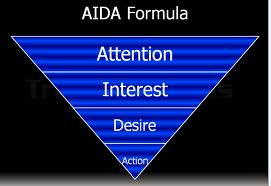 AIDA Formula
Attention
Interest
Desire
Action